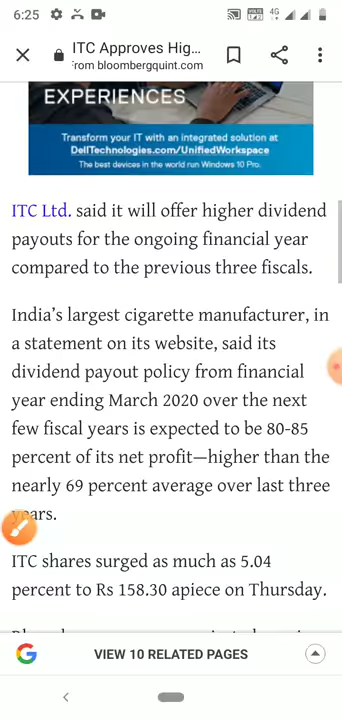 6:25
VOLTE
4G
ITC Approves Hig...
From bloombergquint.com
EXPERIENCES
Transform your IT with an integrated solution at
DellTechnologies.com/UnifiedWorkspace
The best devices in the world run Windows 10 Pro.
ITC Ltd. said it will offer higher dividend
payouts for the ongoing financial year
compared to the previous three fiscals.
India's largest cigarette manufacturer, in
a statement on its website, said its
dividend payout policy from financial
year ending March 2020 over the next
few fiscal years is expected to be 80-85
percent of its net profit—higher than the
nearly 69 percent average over last three
years.
ITC shares surged as much as 5.04
percent to Rs 158.30 apiece on Thursday.
VIEW 10 RELATED PAGES